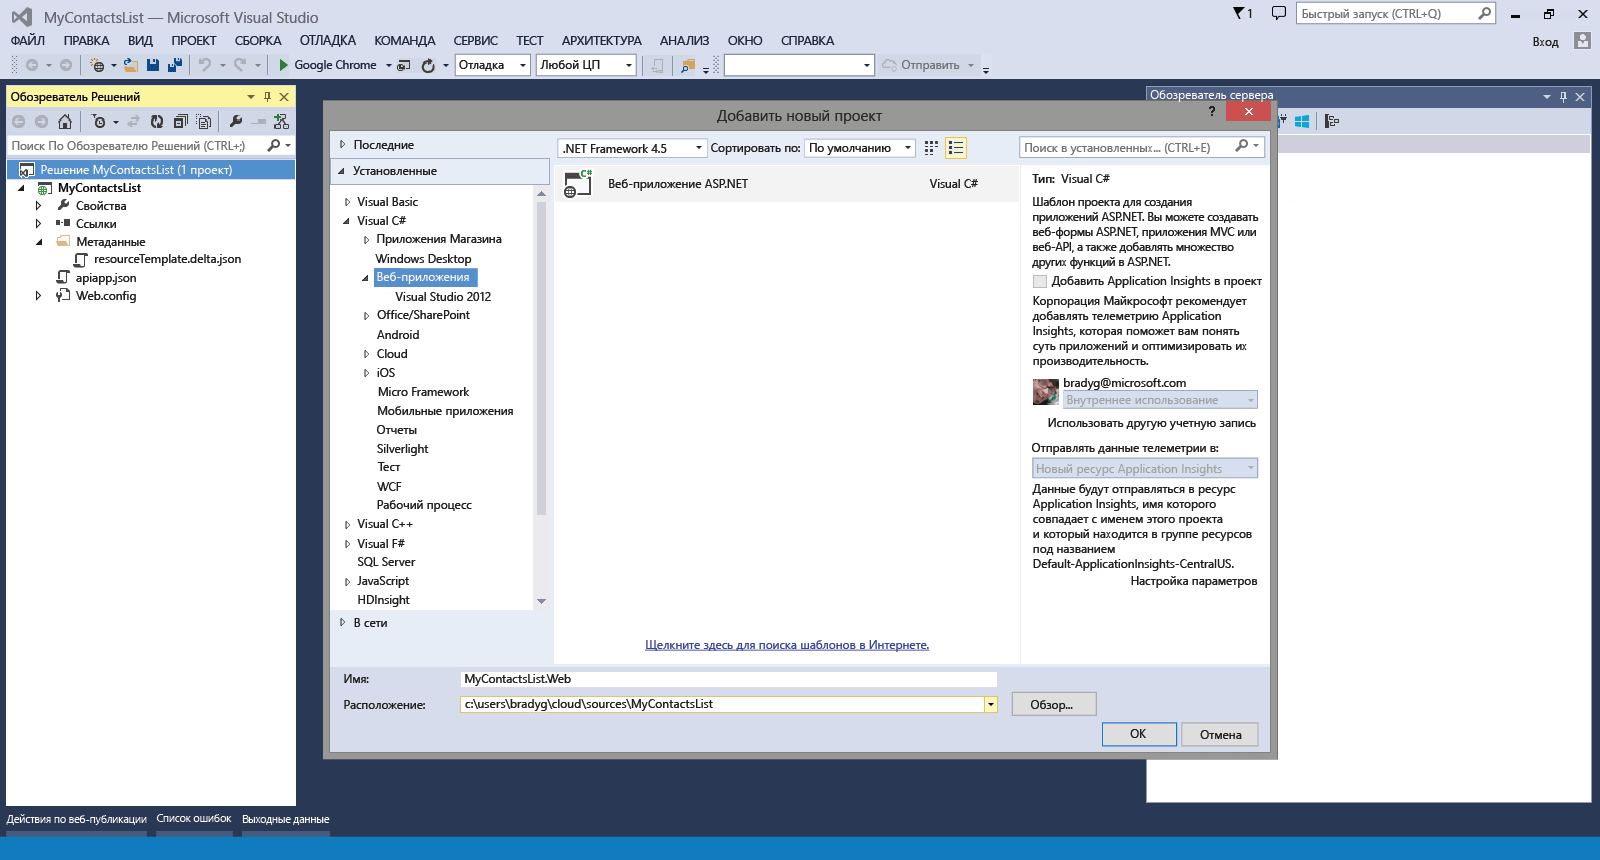 MyContactsList — Microsoft Visual Studio
1
Быстрый запуск (CTRL+Q)
ФАЙЛ ПРАВКА ВИД ПРОЕКТ СБОРКА ОТЛАДКА КОМАНДА СЕРВИС ТЕСТ АРХИТЕКТУРА АНАЛИЗ ОКНО СПРАВКА
Вход
Google Chrome
Отладка
Любой ЦП
Отправить
Обозреватель Решений
Поиск По Обозревателю Решений (CTRL+;)
Решение MyContactsList (1 проект)
MyContactsList
Свойства
Ссылки
Метаданные
resourceTemplate.delta.json
apiapp.json
Web.config
Обозреватель сервера
Добавить новый проект
?
Последние
Установленные
Visual Basic
Visual C#
Приложения Магазина
Windows Desktop
Веб-приложения
Visual Studio 2012
Office/SharePoint
Android
Cloud
iOS
Micro Framework
Мобильные приложения
Отчеты
Silverlight
Тест
WCF
Рабочий процесс
Visual C++
Visual F#
SQL Server
JavaScript
HDInsight
В сети
.NET Framework 4.5
Сортировать по:
По умолчанию
Поиск в установленных... (CTRL+E)
C#
Веб-приложение ASP.NET
Visual C#
Щелкните здесь для поиска шаблонов в Интернете.
Тип: Visual C#
Шаблон проекта для создания
приложений ASP.NET. Вы можете создавать
веб-формы ASP.NET, приложения MVC или
веб-API, а также добавлять множество
других функций в ASP.NET.
Добавить Application Insights в проект
Корпорация Майкрософт рекомендует
добавлять телеметрию Application
Insights, которая поможет вам понять
суть приложений и оптимизировать их
производительность.
bradyg@microsoft.com
Внутреннее использование
Использовать другую учетную запись
Отправлять данные телеметрии в:
Новый ресурс Application Insights
Данные будут отправляться в ресурс
Application Insights, имя которого
совпадает с именем этого проекта
и который находится в группе ресурсов
под названием
Default-ApplicationInsights-CentralUS.
Настройка параметров
Имя:
MyContactsList.Web
Расположение:
c:\users\bradyg\cloud\sources\MyContactsList
Обзор...
OK
Отмена
Действия по веб-публикации Список ошибок Выходные данные